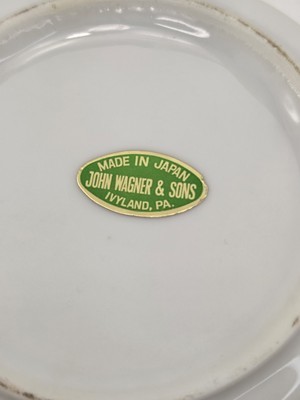 MADE IN JAPAN
JOHN WAGNER & SONS
IVYLAND, PA.